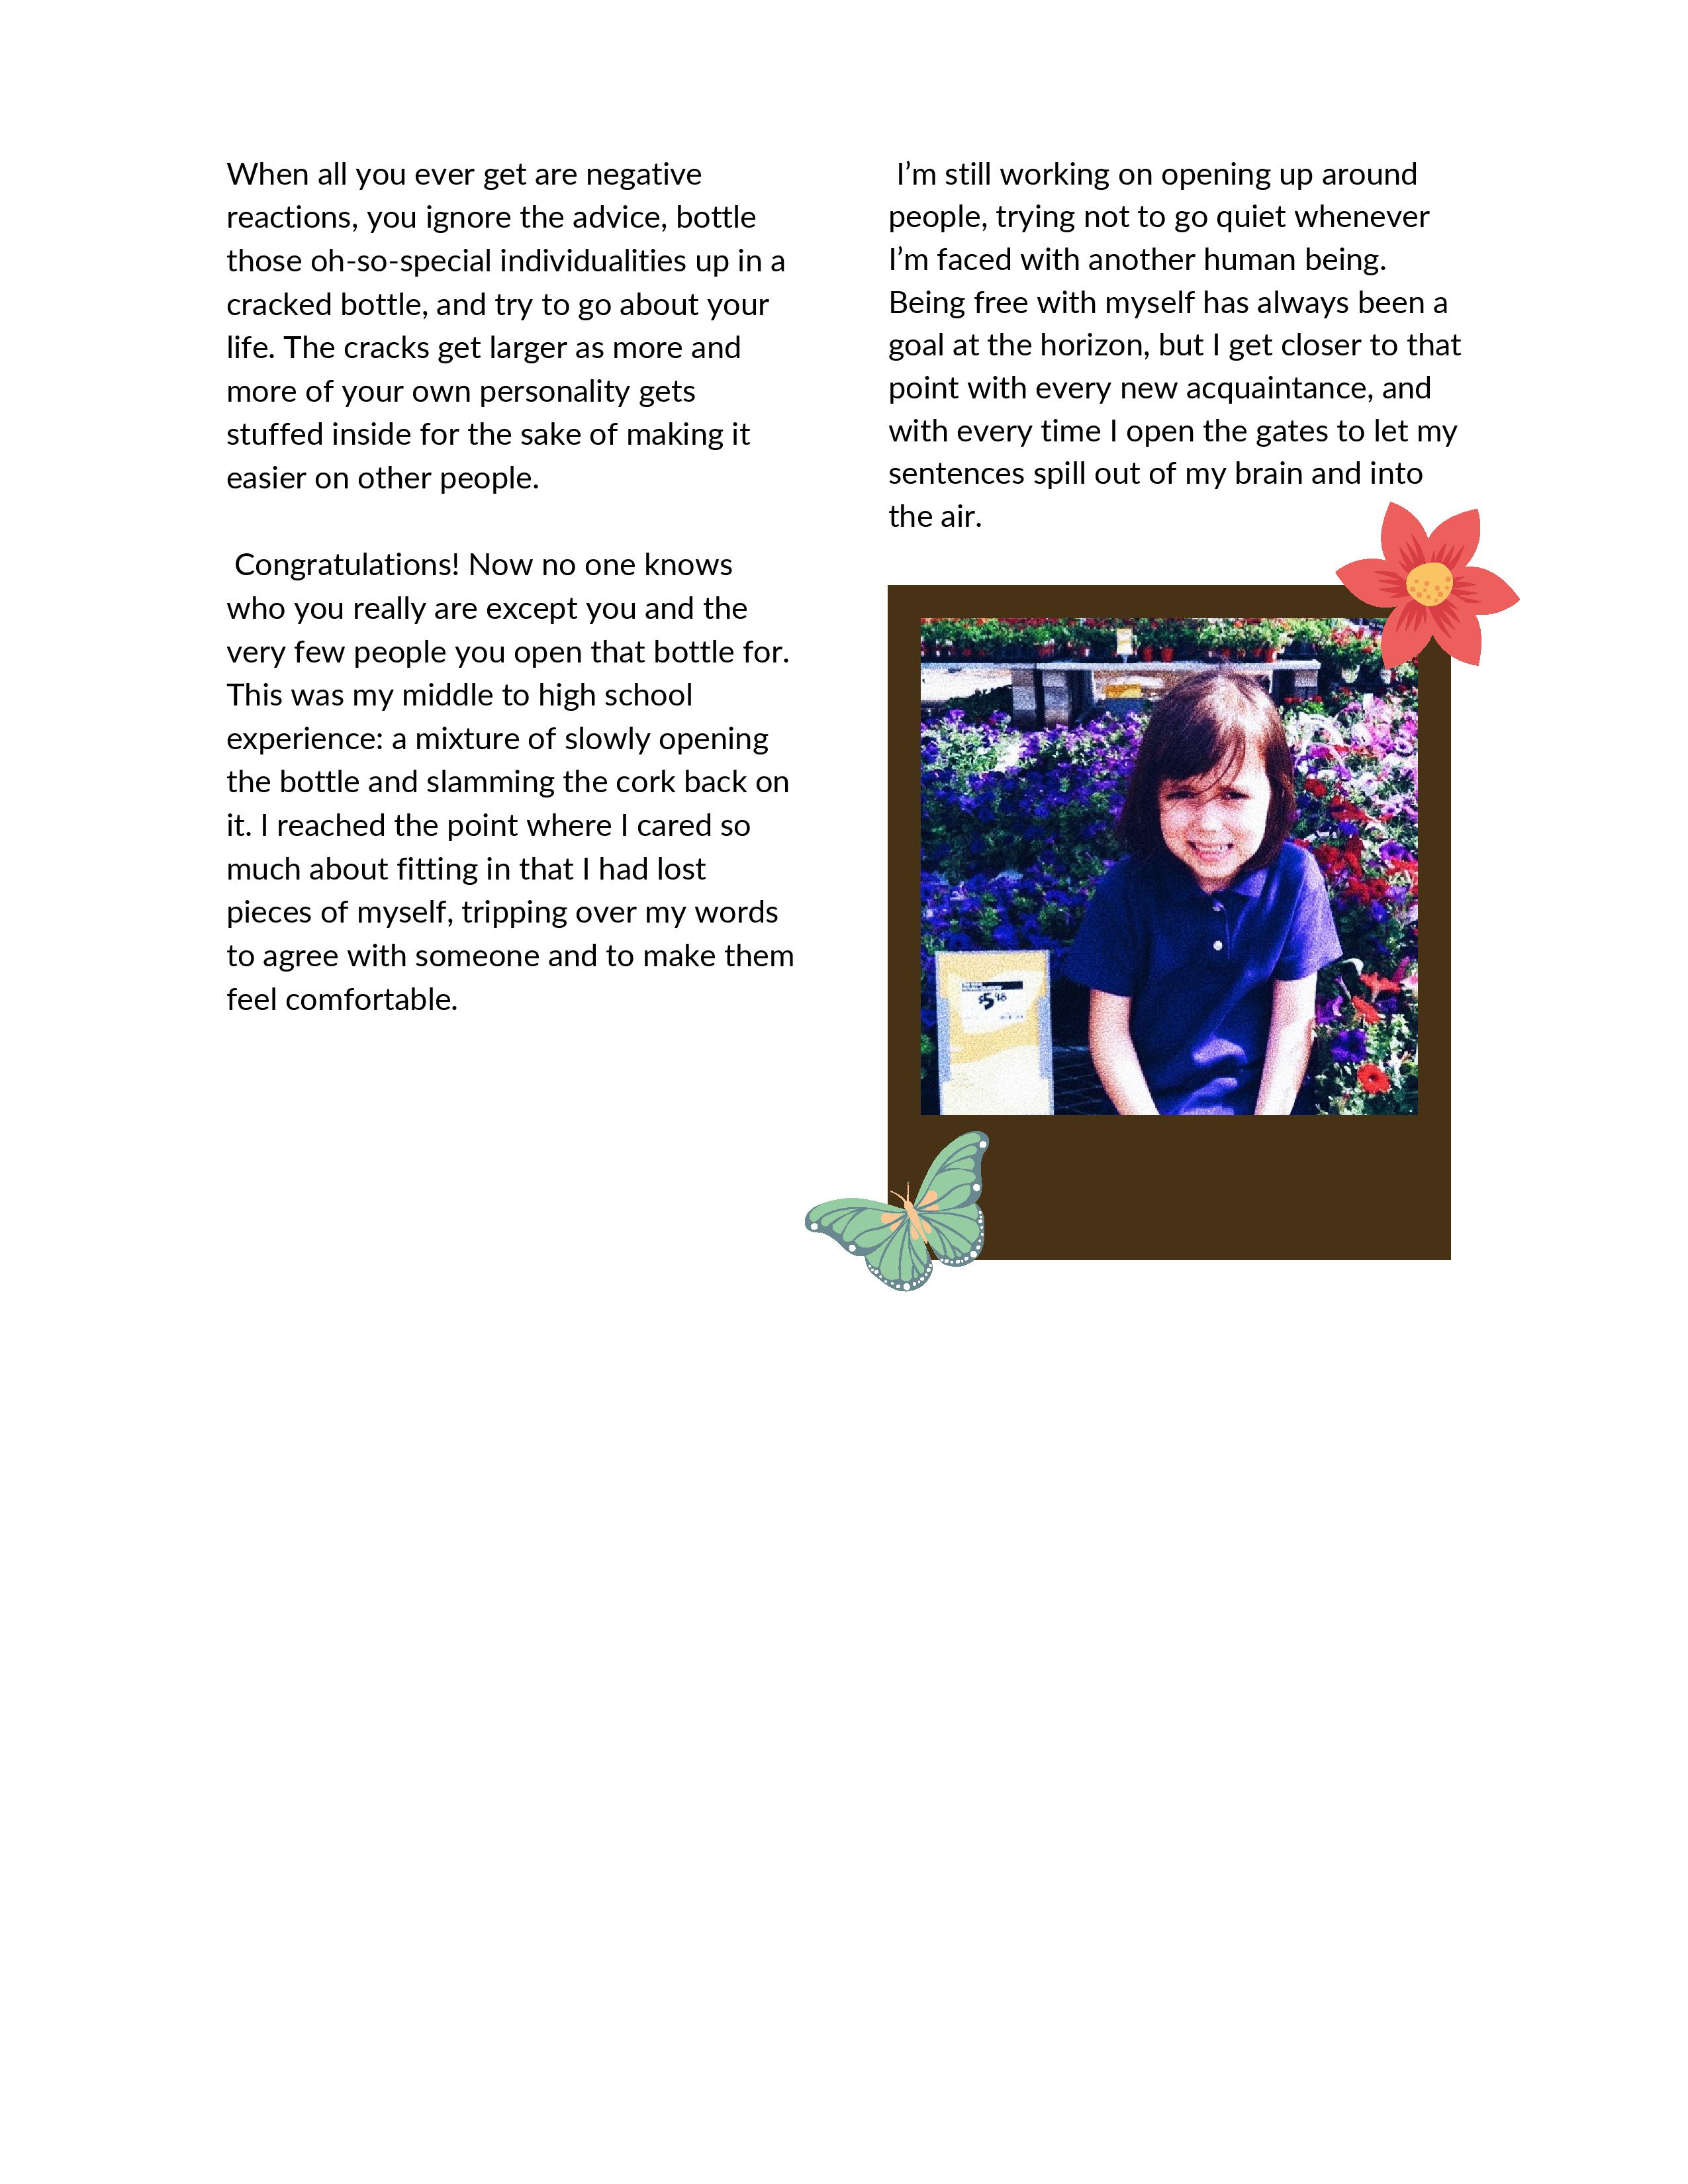 When all you ever get are negative
reactions, you ignore the advice, bottle
those oh-so-special individualities up in a
cracked bottle, and try to go about your
life. The cracks get larger as more and
more of your own personality gets
stuffed inside for the sake of making it
easier on other people.
Congratulations! Now no one knows
who you really are except you and the
very few people you open that bottle for.
This was my middle to high school
experience: a mixture of slowly opening
the bottle and slamming the cork back on
it. I reached the point where I cared so
much about fitting in that I had lost
pieces of myself, tripping over my words
to agree with someone and to make them
feel comfortable.
I’m still working on opening up around
people, trying not to go quiet whenever
I’m faced with another human being.
Being free with myself has always been a
goal at the horizon, but I get closer to that
point with every new acquaintance, and
with every time I open the gates to let my
sentences spill out of my brain and into
the air.
$5.98